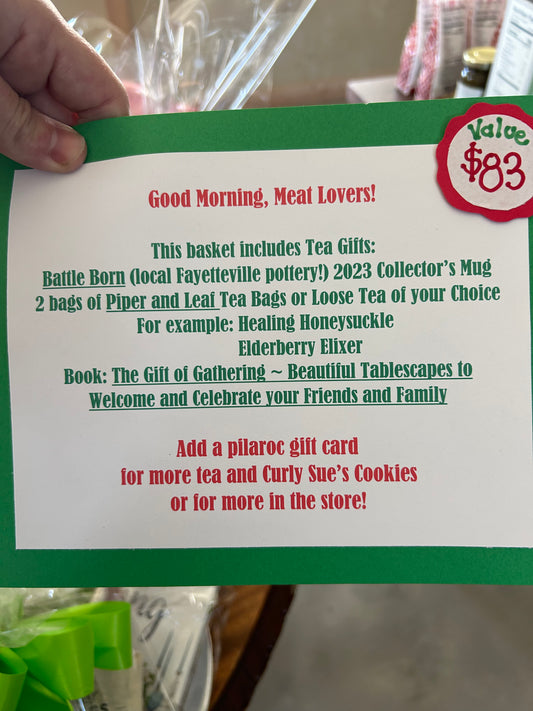 Value
$83
Good Morning, Meat Lovers!
This basket includes Tea Gifts:
Battle Born (local Fayetteville pottery!) 2023 Collector's Mug
2 bags of Piper and Leaf Tea Bags or Loose Tea of your Choice
For example: Healing Honeysuckle
Elderberry Elixer
Book: The Gift of Gathering ~ Beautiful Tablescapes to
Welcome and Celebrate your Friends and Family
Add a pilaroc gift card
for more tea and Curly Sue's Cookies
or for more in the store!